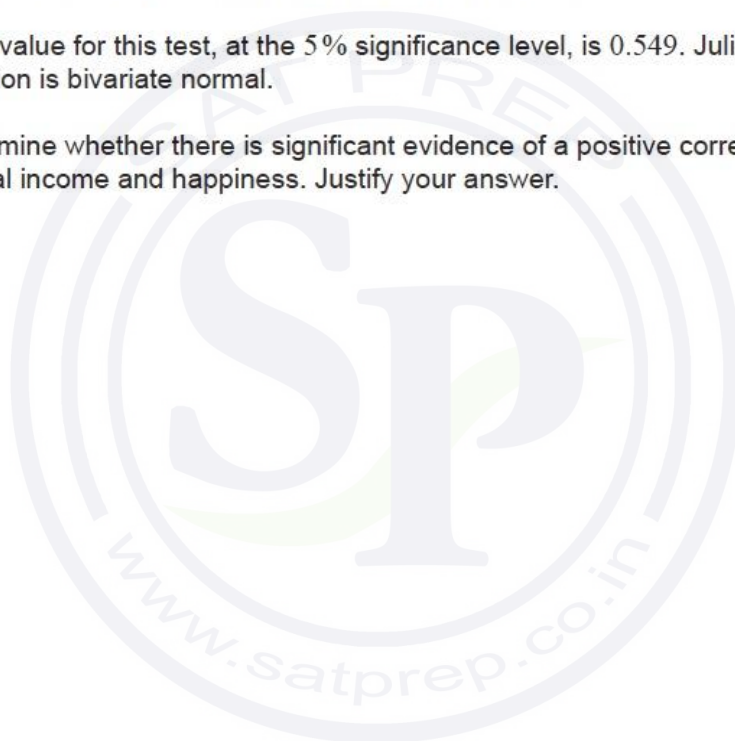 value for this test, at the 5% significance level, is 0.549. Juli
on is bivariate normal.
mine whether there is significant evidence of a positive corre
al income and happiness. Justify your answer.
SAT PREP
SP
www.satprep.co.in